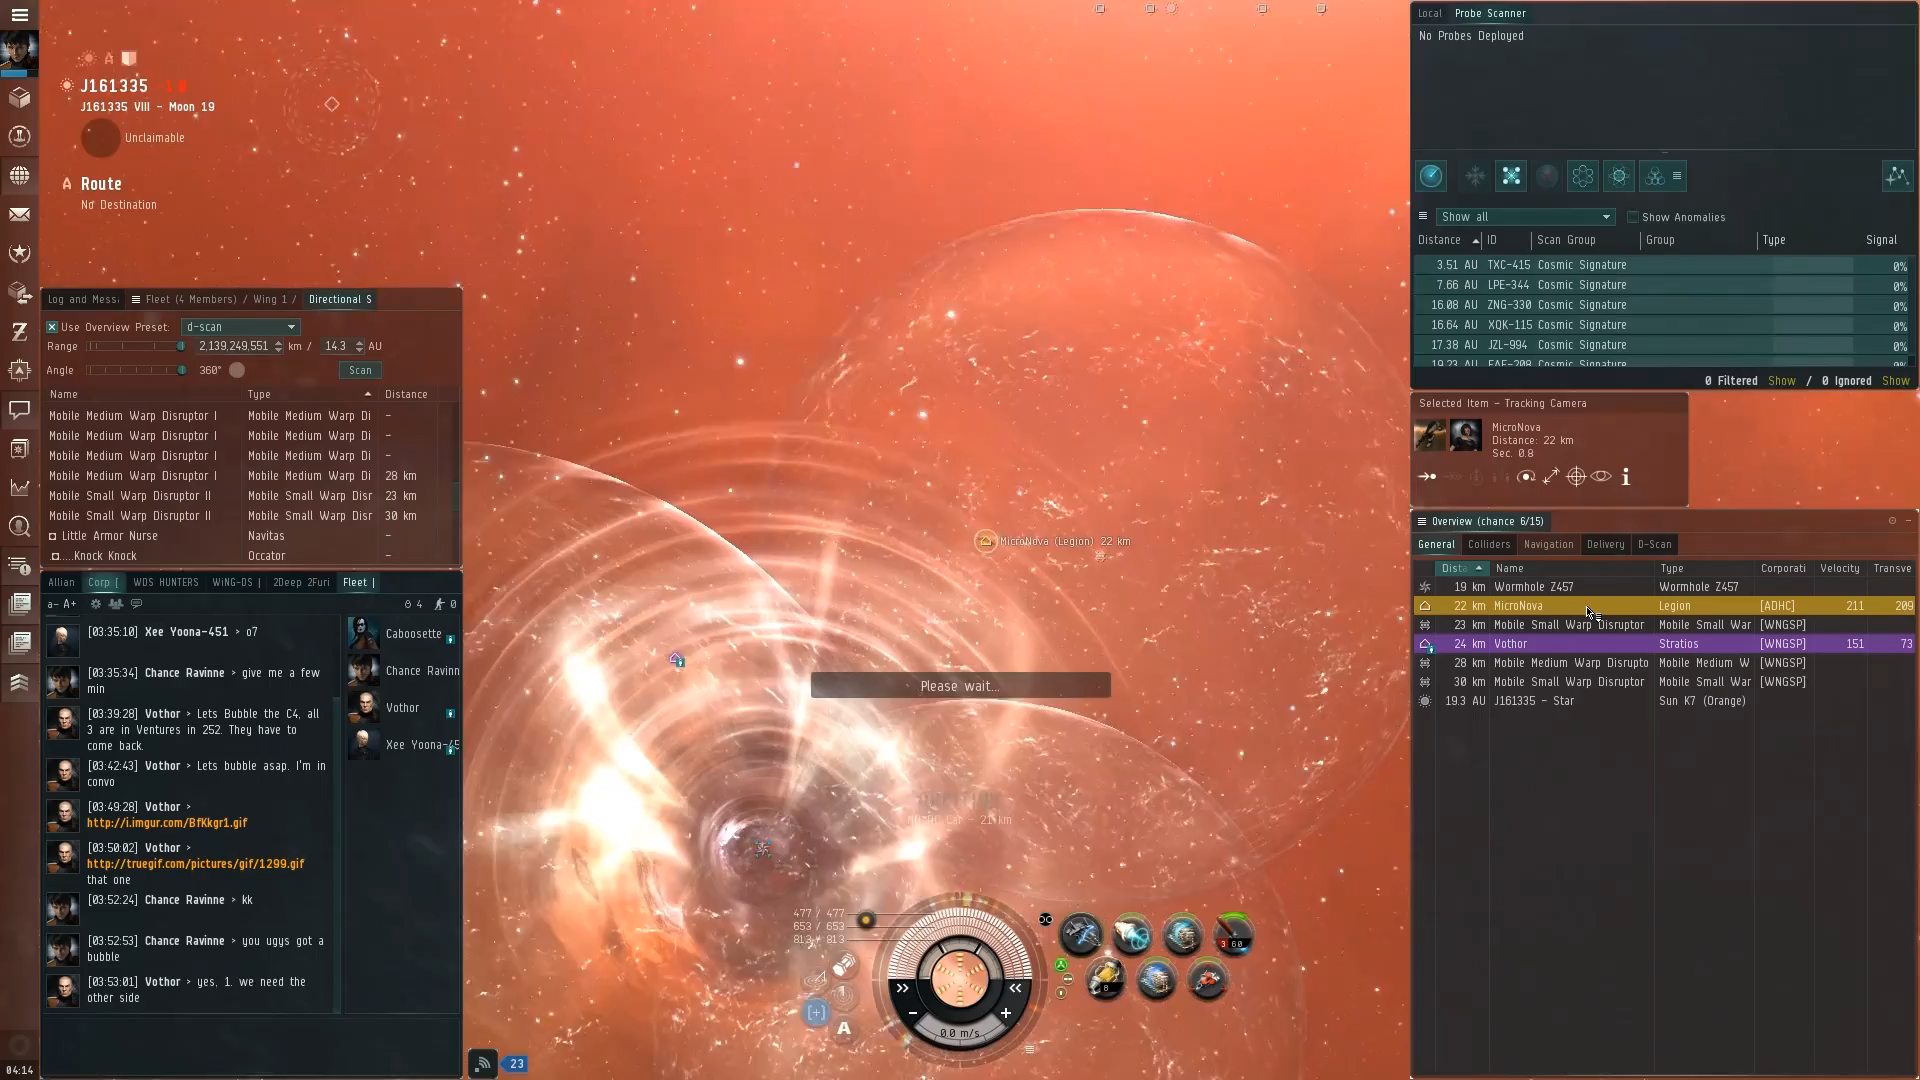 J161335 -1.0
J161335 VIII - Moon 19
Unclaimable
A Route
No Destination
Log and Mess
Fleet (4 Members) / Wing 1 /
Directional S
Use Overview Preset:
d-scan
Range
2,139,249,551 km / 14.3 AU
Angle
360°
Scan
Name Type Distance
Mobile Medium Warp Disruptor I Mobile Medium Warp Di -
Mobile Medium Warp Disruptor I Mobile Medium Warp Di -
Mobile Medium Warp Disruptor I Mobile Medium Warp Di -
Mobile Medium Warp Disruptor I Mobile Medium Warp Di 28 km
Mobile Small Warp Disruptor II Mobile Small Warp Disr 23 km
Mobile Small Warp Disruptor II Mobile Small Warp Disr 30 km
Little Armor Nurse Navitas -
.....Knock Knock Occator -
Allian
Corp [
WDS HUNTERS
WiNG-DS |
2Deep 2Furi
Fleet |
a- A+
4 0
[03:35:10] Xee Yoona-451 > o7
[03:35:34] Chance Ravinne > give me a few
min
[03:39:28] Vothor > Lets Bubble the C4, all
3 are in Ventures in 252. They have to
come back.
[03:42:43] Vothor > Lets bubble asap. I'm in
convo
[03:49:28] Vothor >
http://i.imgur.com/BfKkgr1.gif
[03:50:02] Vothor >
http://truegif.com/pictures/gif/1299.gif
that one
[03:52:24] Chance Ravinne > kk
[03:52:53] Chance Ravinne > you ugys got a
bubble
[03:53:01] Vothor > yes, 1. we need the
other side
Caboosette
Chance Ravinn
Vothor
Xee Yoona-45
04:14
23
MicroNova (Legion) 22 km
Please wait...
477 / 477
653 / 653
813 / 813
A
0.0 m/s
3 60
8
Local
Probe Scanner
No Probes Deployed
Show all
Show Anomalies
Distance ID Scan Group Group Type Signal
3.51 AU TXC-415 Cosmic Signature 0%
7.66 AU LPE-344 Cosmic Signature 0%
16.08 AU ZNG-330 Cosmic Signature 0%
16.64 AU XQK-115 Cosmic Signature 0%
17.38 AU JZL-994 Cosmic Signature 0%
0 Filtered Show / 0 Ignored Show
Selected Item - Tracking Camera
MicroNova
Distance: 22 km
Sec. 0.8
Overview (chance 6/15)
General
Colliders
Navigation
Delivery
D-Scan
Dista Name Type Corporati Velocity Transve
19 km Wormhole Z457 Wormhole Z457
22 km MicroNova Legion [ADHC] 211 209
23 km Mobile Small Warp Disruptor Mobile Small War [WNGSP]
24 km Vothor Stratios [WNGSP] 151 73
28 km Mobile Medium Warp Disrupto Mobile Medium W [WNGSP]
30 km Mobile Small Warp Disruptor Mobile Small War [WNGSP]
19.3 AU J161335 - Star Sun K7 (Orange)